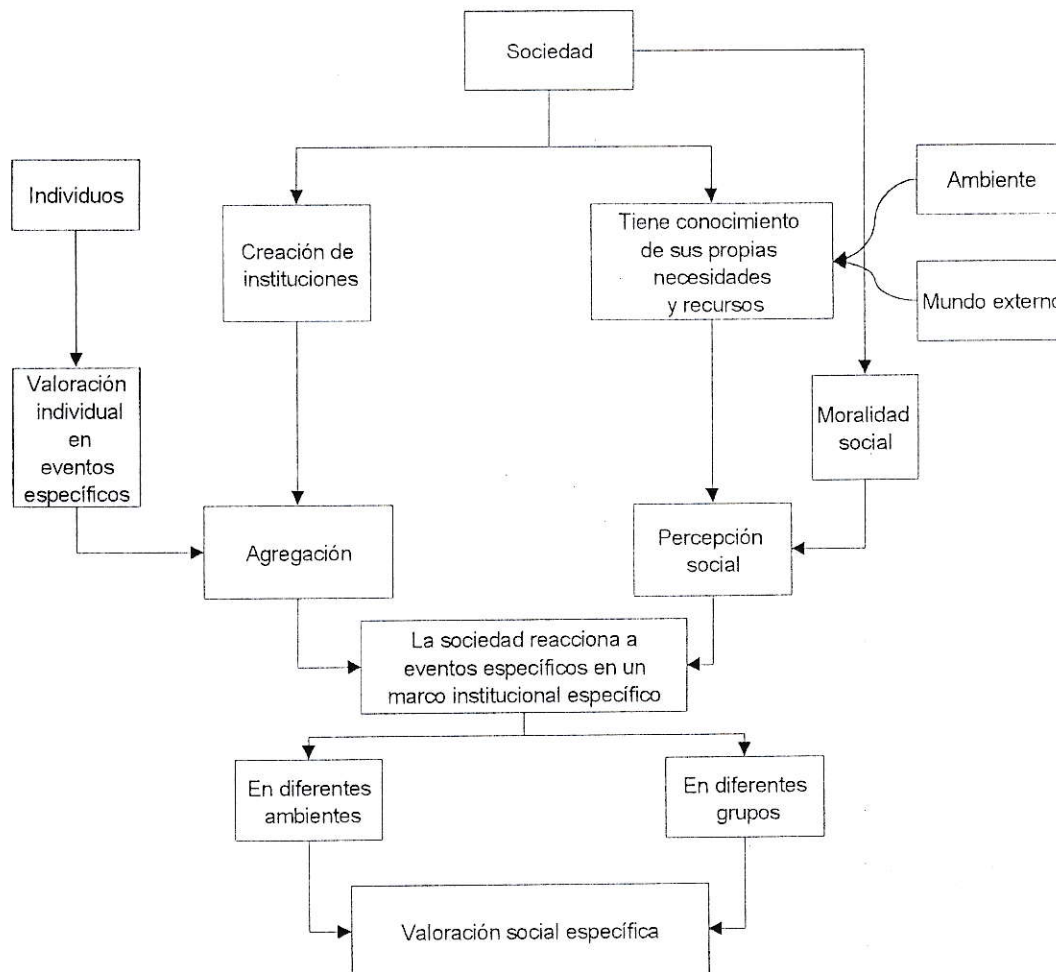 Sociedad
Individuos
Creación de
instituciones
Tiene conocimiento
de sus propias
necesidades
y recursos
Ambiente
Mundo externo
Valoración
individual
en
eventos
específicos
Moralidad
social
Agregación
Percepción
social
La sociedad reacciona a
eventos específicos en un
marco institucional específico
En diferentes
ambientes
En diferentes
grupos
Valoración social específica